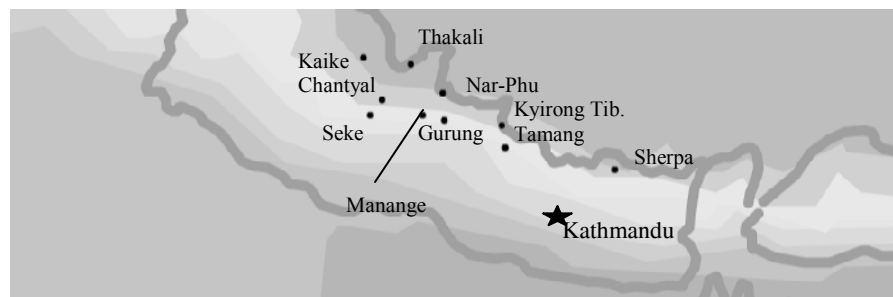 Thakali
Kaike
Chantyal
Nar-Phu
Kyirong Tib.
Seke
Gurung
Tamang
Sherpa
Manange
Kathmandu